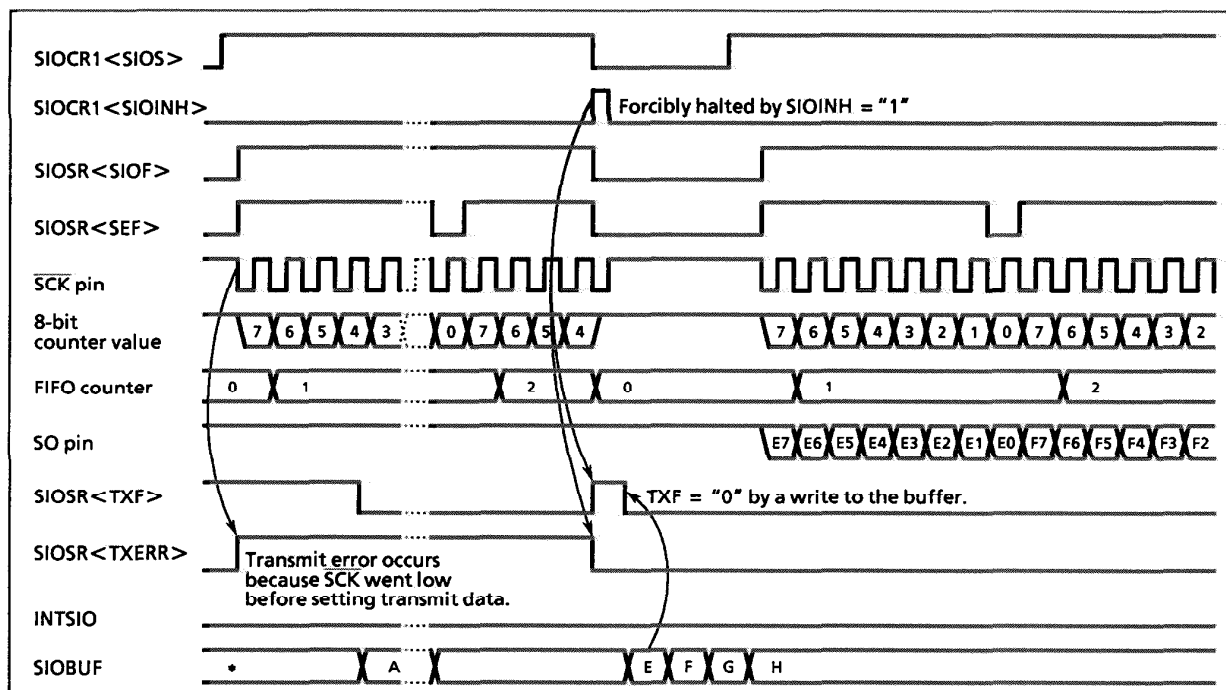 SIOCR1<SIOS>
SIOCR1<SIOINH>
Forcibly halted by SIOINH = "1"
SIOSR<SIOF>
SIOSR<SEF>
SCK pin
8-bit
counter value
7 6 5 4 3 0 7 6 5 4 7 6 5 4 3 2 1 0 7 6 5 4 3 2
FIFO counter
0 1 2 0 1 2
SO pin
E7 E6 E5 E4 E3 E2 E1 E0 F7 F6 F5 F4 F3 F2
SIOSR<TXF>
TXF = "0" by a write to the buffer.
SIOSR<TXERR>
Transmit error occurs
because SCK went low
before setting transmit data.
INTSIO
SIOBUF
* A E F G H